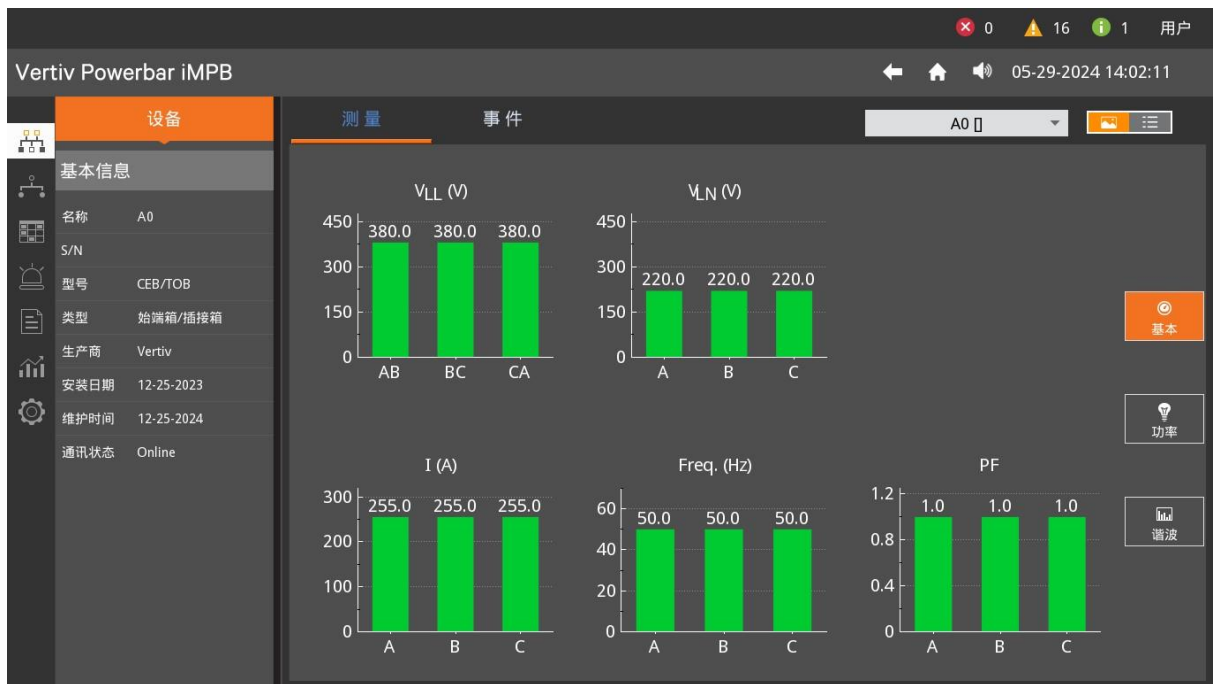 0 16 1 用户
Vertiv Powerbar iMPB 05-29-2024 14:02:11
设备
基本信息
名称 A0
S/N
型号 CEB/TOB
类型 始端箱/插接箱
生产商 Vertiv
安装日期 12-25-2023
维护时间 12-25-2024
通讯状态 Online
测量 事件 A0 []
VLL (V)
450
300
150
0
380.0 380.0 380.0
AB BC CA
VLN (V)
450
300
150
0
220.0 220.0 220.0
A B C
I (A)
300
200
100
0
255.0 255.0 255.0
A B C
Freq. (Hz)
60
40
20
0
50.0 50.0 50.0
A B C
PF
1.2
0.8
0.4
0
1.0 1.0 1.0
A B C
基本
功率
谐波